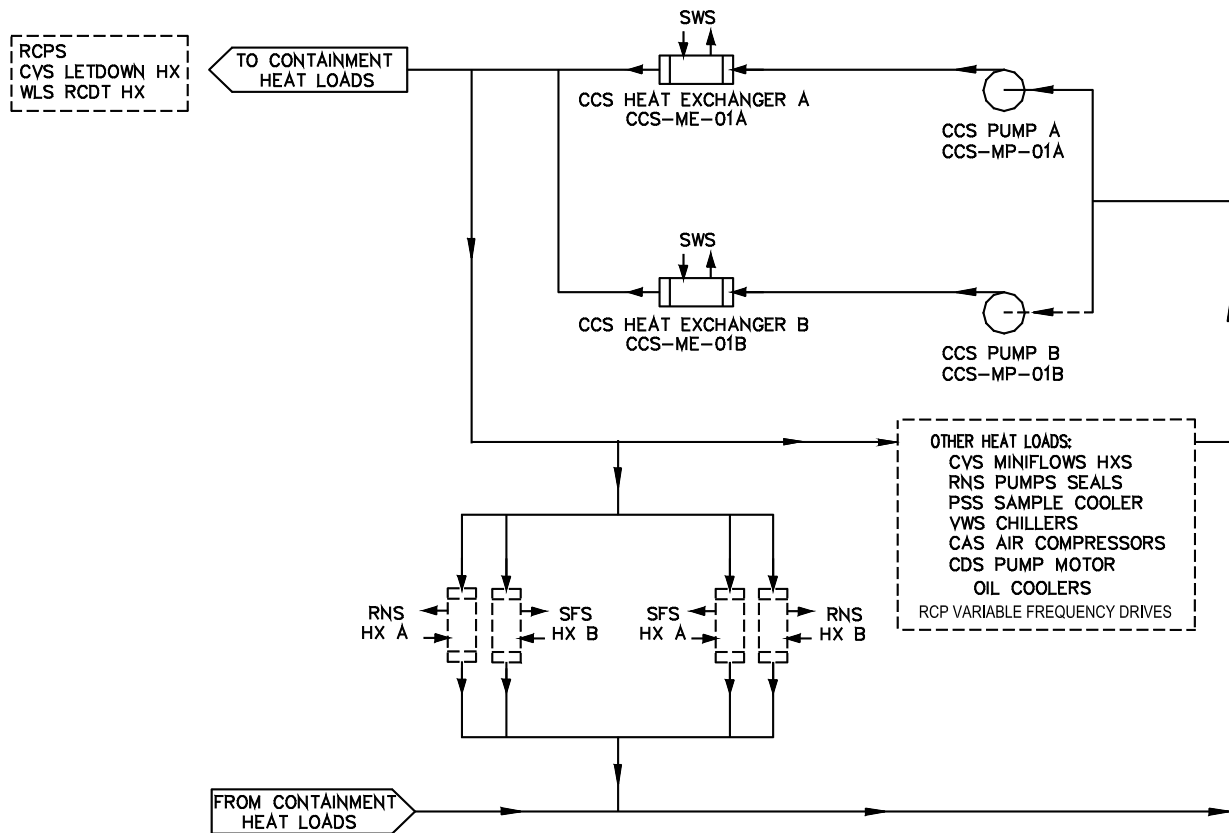 SWS
RCPS
CVS LETDOWN HX
WLS RCDT HX
TO CONTAINMENT
HEAT LOADS
CCS HEAT EXCHANGER A
CCS-ME-01A
CCS PUMP A
CCS-MP-01A
SWS
CCS HEAT EXCHANGER B
CCS-ME-01B
CCS PUMP B
CCS-MP-01B
OTHER HEAT LOADS:
CVS MINIFLOWS HXS
RNS PUMPS SEALS
PSS SAMPLE COOLER
VWS CHILLERS
CAS AIR COMPRESSORS
CDS PUMP MOTOR
OIL COOLERS
RCP VARIABLE FREQUENCY DRIVES
RNS
HX A
SFS
HX B
SFS
HX A
RNS
HX B
FROM CONTAINMENT
HEAT LOADS